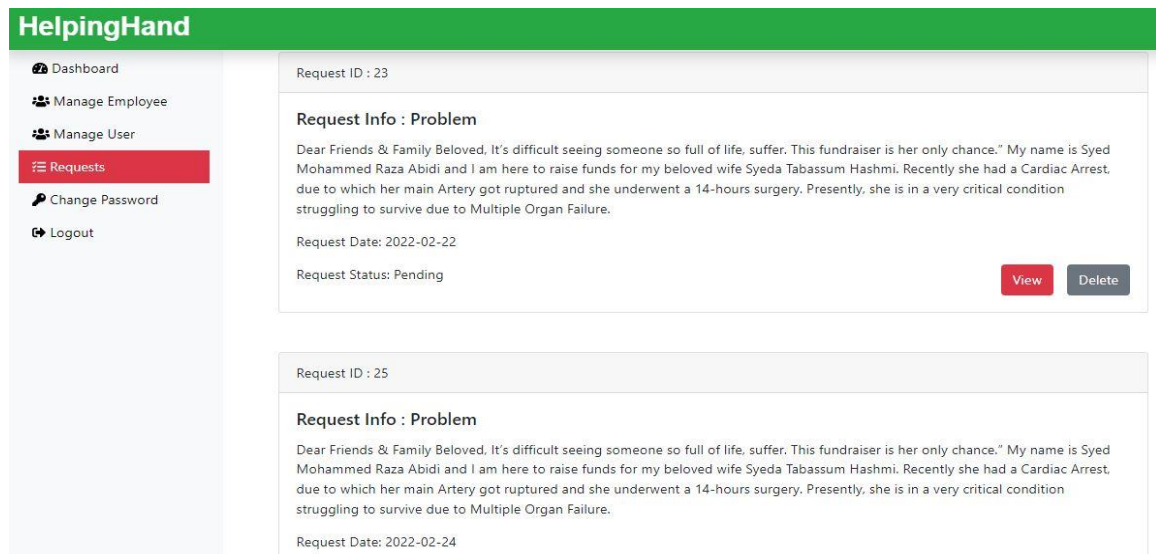 HelpingHand
Dashboard
Manage Employee
Manage User
Requests
Change Password
Logout
Request ID : 23
Request Info : Problem
Dear Friends & Family Beloved, It’s difficult seeing someone so full of life, suffer. This fundraiser is her only chance.” My name is Syed
Mohammed Raza Abidi and I am here to raise funds for my beloved wife Syeda Tabassum Hashmi. Recently she had a Cardiac Arrest,
due to which her main Artery got ruptured and she underwent a 14-hours surgery. Presently, she is in a very critical condition
struggling to survive due to Multiple Organ Failure.
Request Date: 2022-02-22
Request Status: Pending
View
Delete
Request ID : 25
Request Info : Problem
Dear Friends & Family Beloved, It’s difficult seeing someone so full of life, suffer. This fundraiser is her only chance.” My name is Syed
Mohammed Raza Abidi and I am here to raise funds for my beloved wife Syeda Tabassum Hashmi. Recently she had a Cardiac Arrest,
due to which her main Artery got ruptured and she underwent a 14-hours surgery. Presently, she is in a very critical condition
struggling to survive due to Multiple Organ Failure.
Request Date: 2022-02-24